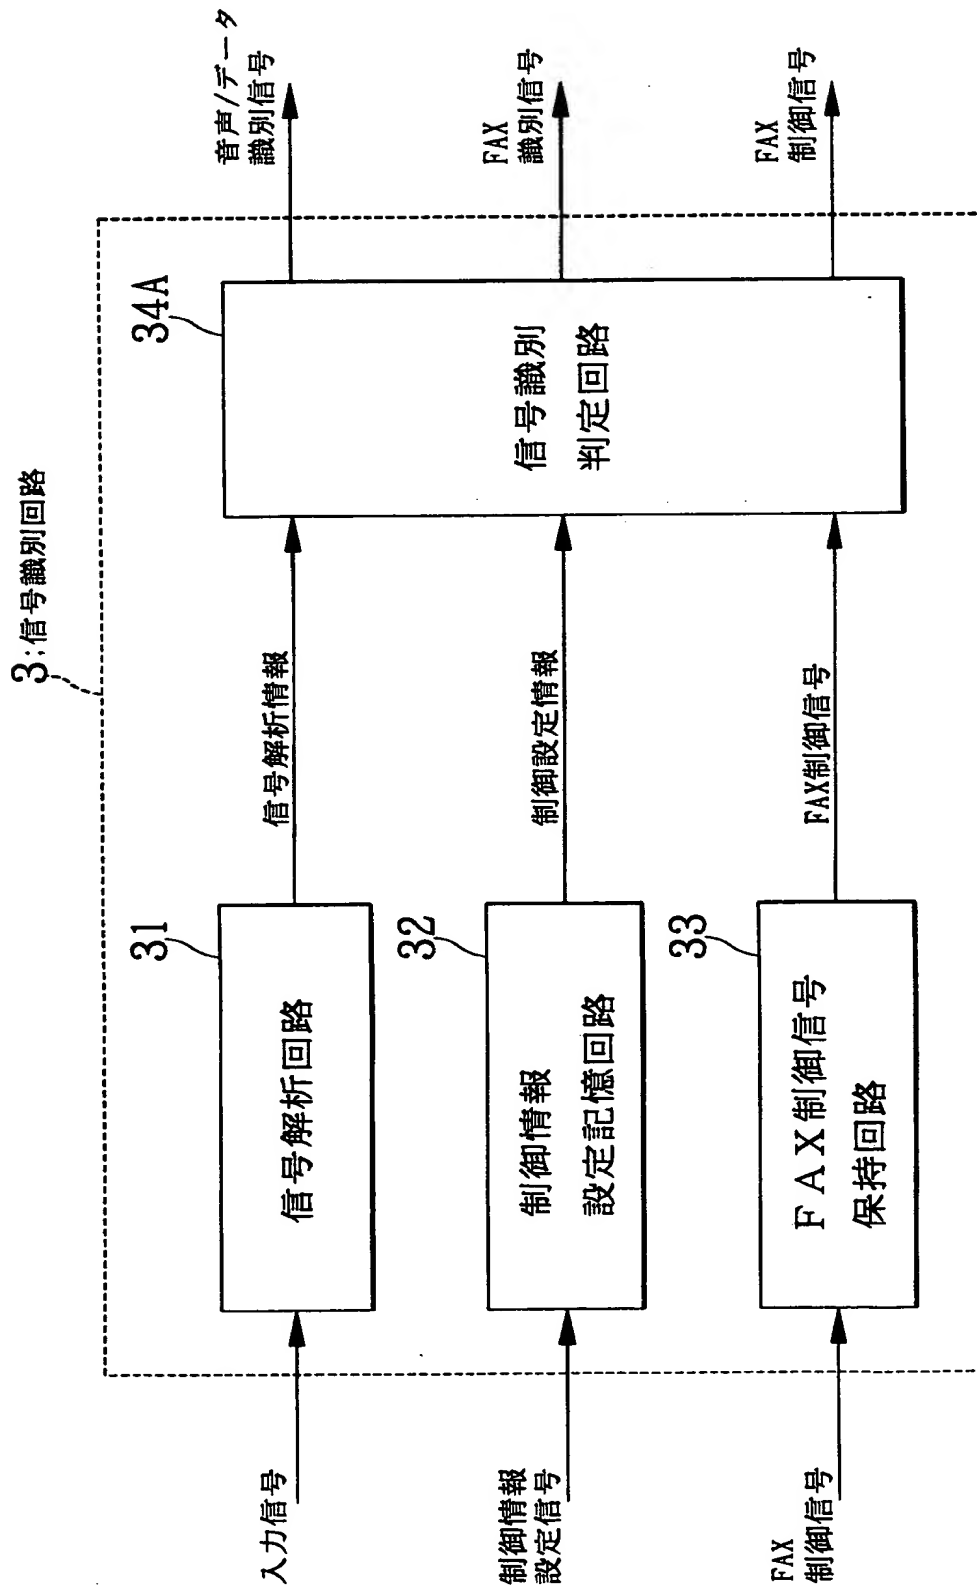 3:信号識別回路
入力信号
31
信号解析回路
信号解析情報
34A
信号識別
判定回路
音声/データ
識別信号
制御情報
設定信号
32
制御情報
設定記憶回路
制御設定情報
FAX
識別信号
FAX
制御信号
33
FAX制御信号
保持回路
FAX制御信号
FAX
制御信号